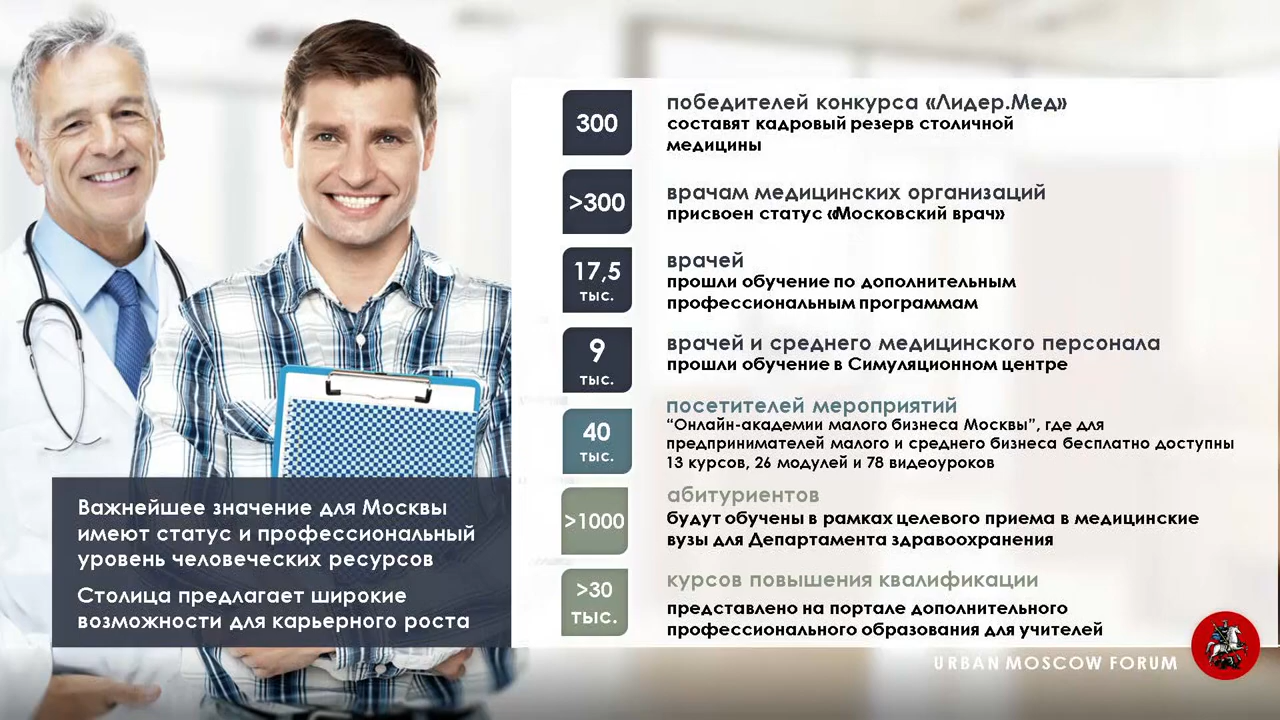 300
победителей конкурса «Лидер.Мед»
составят кадровый резерв столичной
медицины
>300
врачам медицинских организаций
присвоен статус «Московский врач»
17,5
тыс.
врачей
прошли обучение по дополнительным
профессиональным программам
9
тыс.
врачей и среднего медицинского персонала
прошли обучение в Симуляционном центре
40
тыс.
посетителей мероприятий
“Онлайн-академии малого бизнеса Москвы”, где для
предпринимателей малого и среднего бизнеса бесплатно доступны
13 курсов, 26 модулей и 78 видеоуроков
>1000
абитуриентов
будут обучены в рамках целевого приема в медицинские
вузы для Департамента здравоохранения
>30
тыс.
курсов повышения квалификации
представлено на портале дополнительного
профессионального образования для учителей
Важнейшее значение для Москвы
имеют статус и профессиональный
уровень человеческих ресурсов
Столица предлагает широкие
возможности для карьерного роста
URBAN MOSCOW FORUM